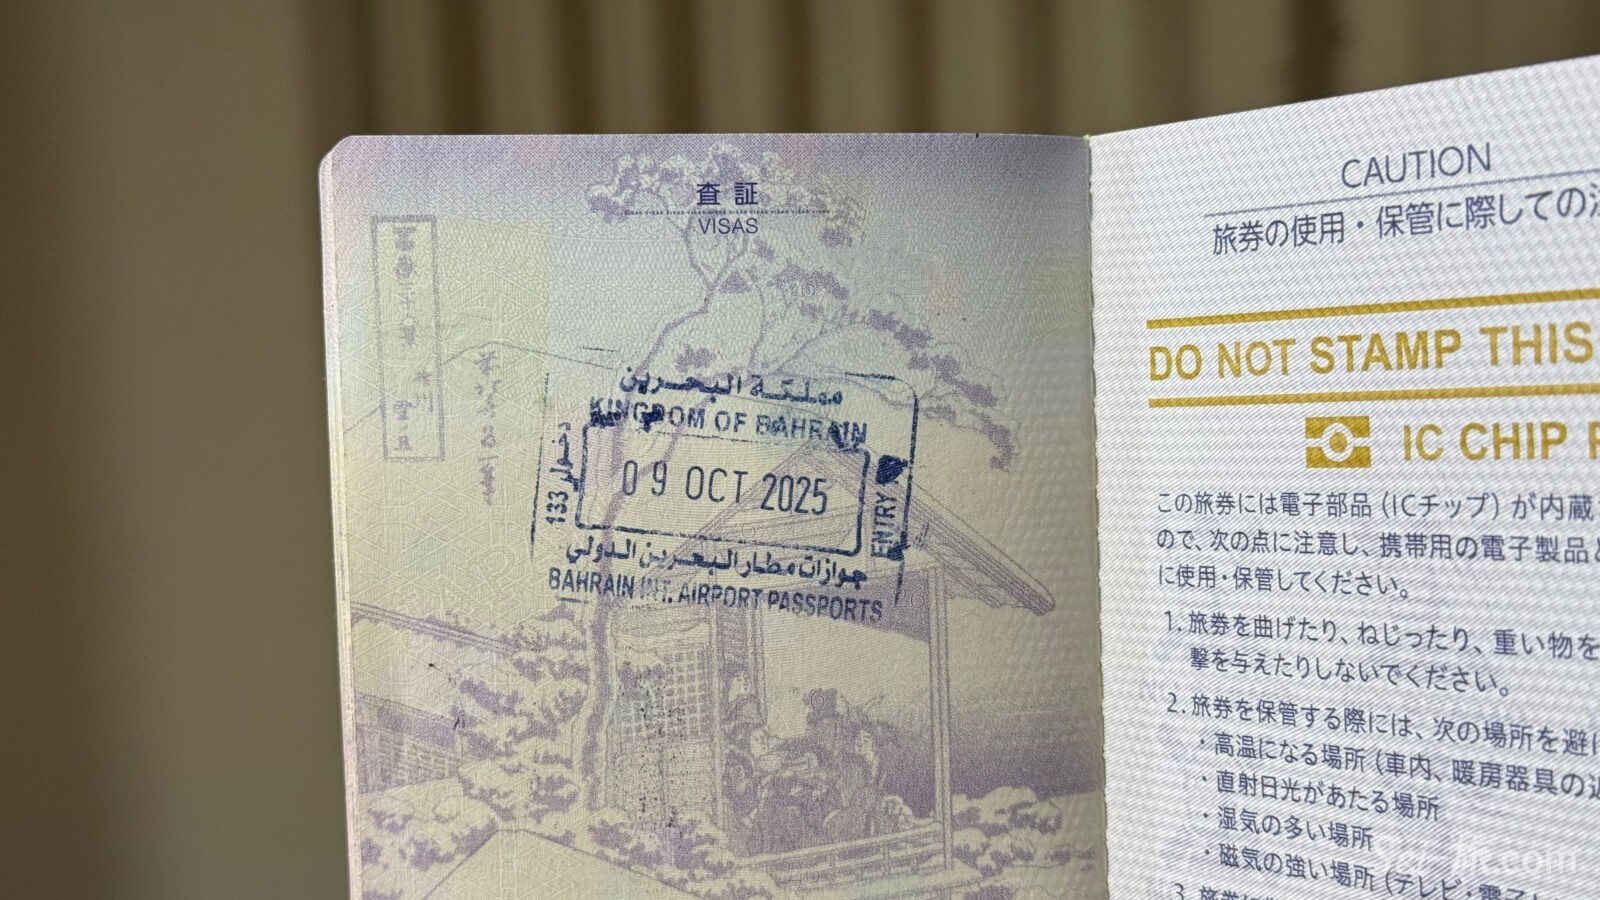 査証
VISAS
مملكة البحرين
KINGDOM OF BAHRAIN
دخول
133
09 OCT 2025
ENTRY
جوازات مطار البحرين الدولي
BAHRAIN INT. AIRPORT PASSPORTS
CAUTION
旅券の使用・保管に際しての注
DO NOT STAMP THIS
IC CHIP
この旅券には電子部品(ICチップ)が内蔵
ので、次の点に注意し、携帯用の電子製品と
に使用・保管してください。
1. 旅券を曲げたり、ねじったり、重い物を
撃を与えたりしないでください。
2. 旅券を保管する際には、次の場所を避け
・高温になる場所(車内、暖房器具の近
・直射日光があたる場所
・湿気の多い場所
・磁気の強い場所(テレビ・電子レ
3.